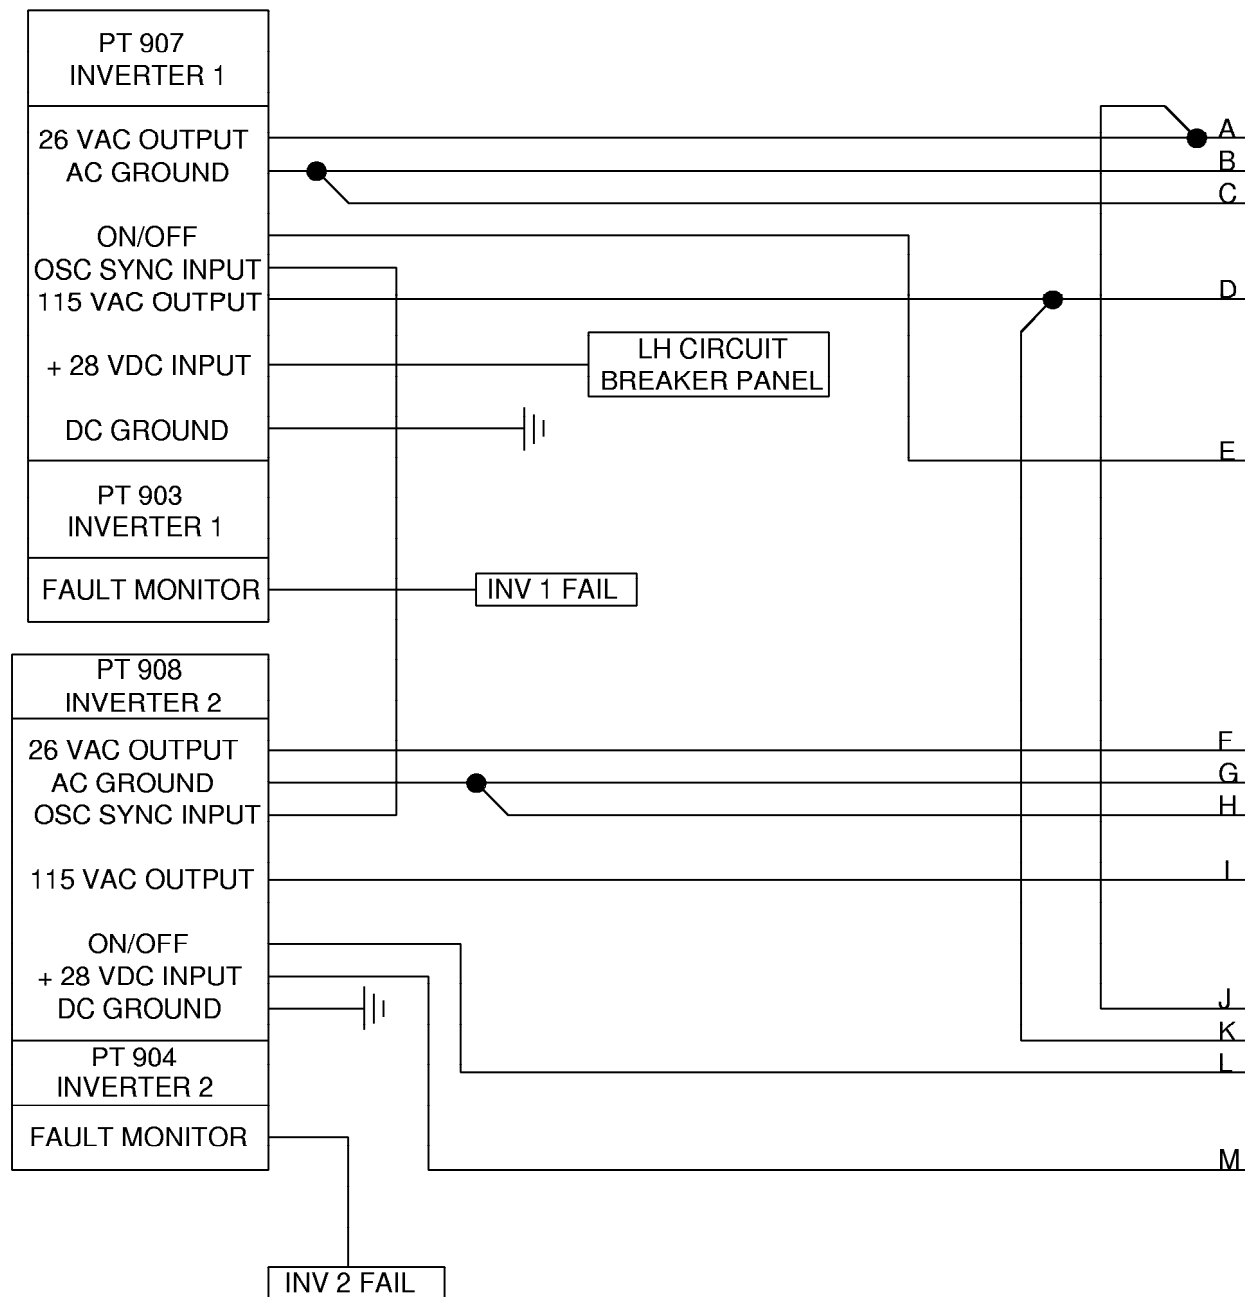 PT 907
INVERTER 1
26 VAC OUTPUT
AC GROUND
ON/OFF
OSC SYNC INPUT
115 VAC OUTPUT
+ 28 VDC INPUT
DC GROUND
PT 903
INVERTER 1
FAULT MONITOR
LH CIRCUIT
BREAKER PANEL
INV 1 FAIL
A
B
C
D
E
PT 908
INVERTER 2
26 VAC OUTPUT
AC GROUND
OSC SYNC INPUT
115 VAC OUTPUT
ON/OFF
+ 28 VDC INPUT
DC GROUND
PT 904
INVERTER 2
FAULT MONITOR
INV 2 FAIL
F
G
H
I
J
K
L
M